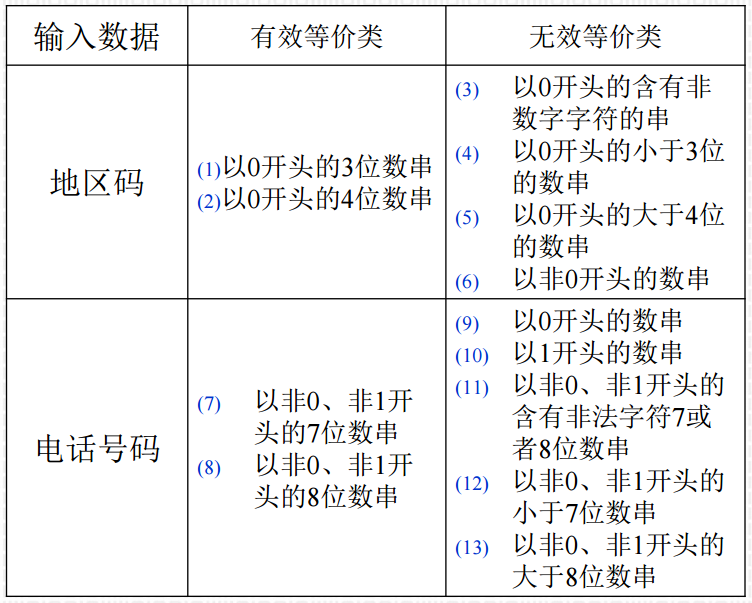 输入数据 有效等价类 无效等价类
地区码
(1)以0开头的3位数串
(2)以0开头的4位数串
(3) 以0开头的含有非
数字字符的串
(4) 以0开头的小于3位
的数串
(5) 以0开头的大于4位
的数串
(6) 以非0开头的数串
电话号码
(7) 以非0、非1开
头的7位数串
(8) 以非0、非1开
头的8位数串
(9) 以0开头的数串
(10) 以1开头的数串
(11) 以非0、非1开头的
含有非法字符7或
者8位数串
(12) 以非0、非1开头的
小于7位数串
(13) 以非0、非1开头的
大于8位数串